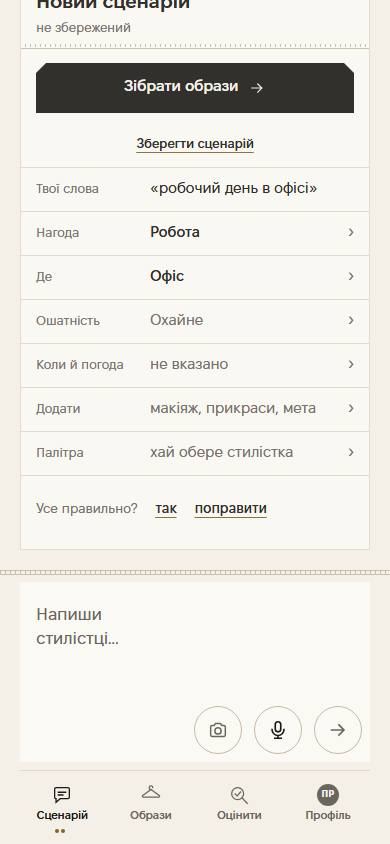 Новий сценарій
не збережений
Зібрати образи →
Зберегти сценарій
Твої слова «робочий день в офісі»
Нагода Робота
Де Офіс
Ошатність Охайне
Коли й погода не вказано
Додати макіяж, прикраси, мета
Палітра хай обере стилістка
Усе правильно? так поправити
Напиши
стилістці...
Сценарій Образи Оцінити ПР Профіль